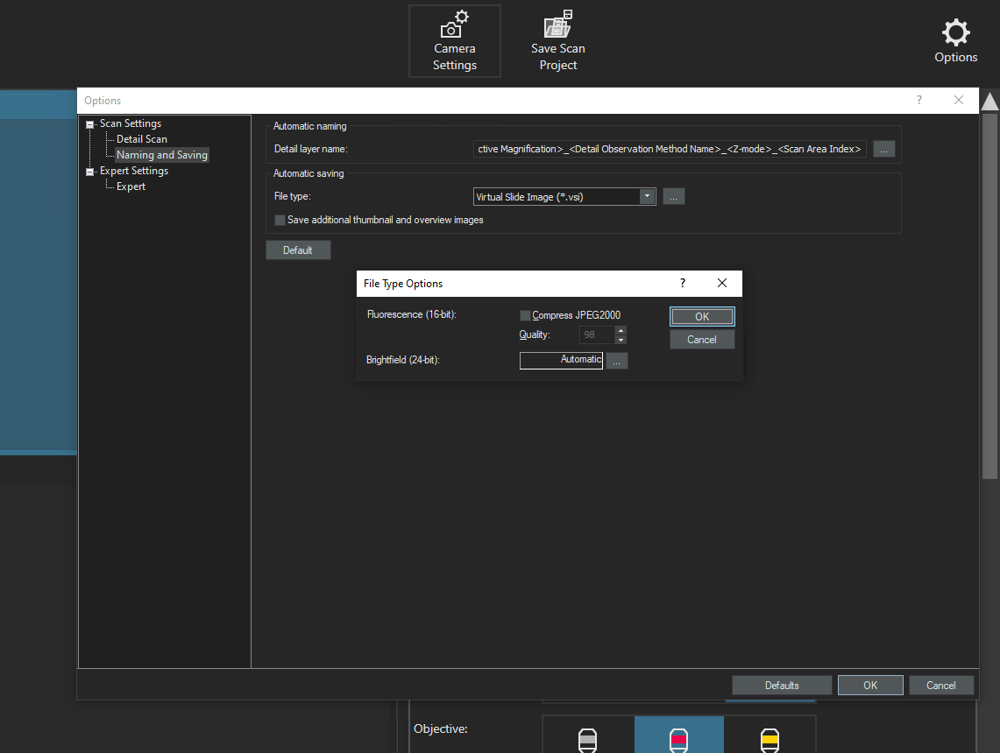 Camera
Settings
Save Scan
Project
Options
Options
?
Scan Settings
Detail Scan
Naming and Saving
Expert Settings
Expert
Automatic naming
Detail layer name:
ctive Magnification>_<Detail Observation Method Name>_<Z-mode>_<Scan Area Index>
...
Automatic saving
File type:
Virtual Slide Image (*.vsi)
...
Save additional thumbnail and overview images
Default
File Type Options
?
Fluorescence (16-bit):
Compress JPEG2000
OK
Quality:
98
Cancel
Brightfield (24-bit):
Automatic
...
Defaults
OK
Cancel
Objective: